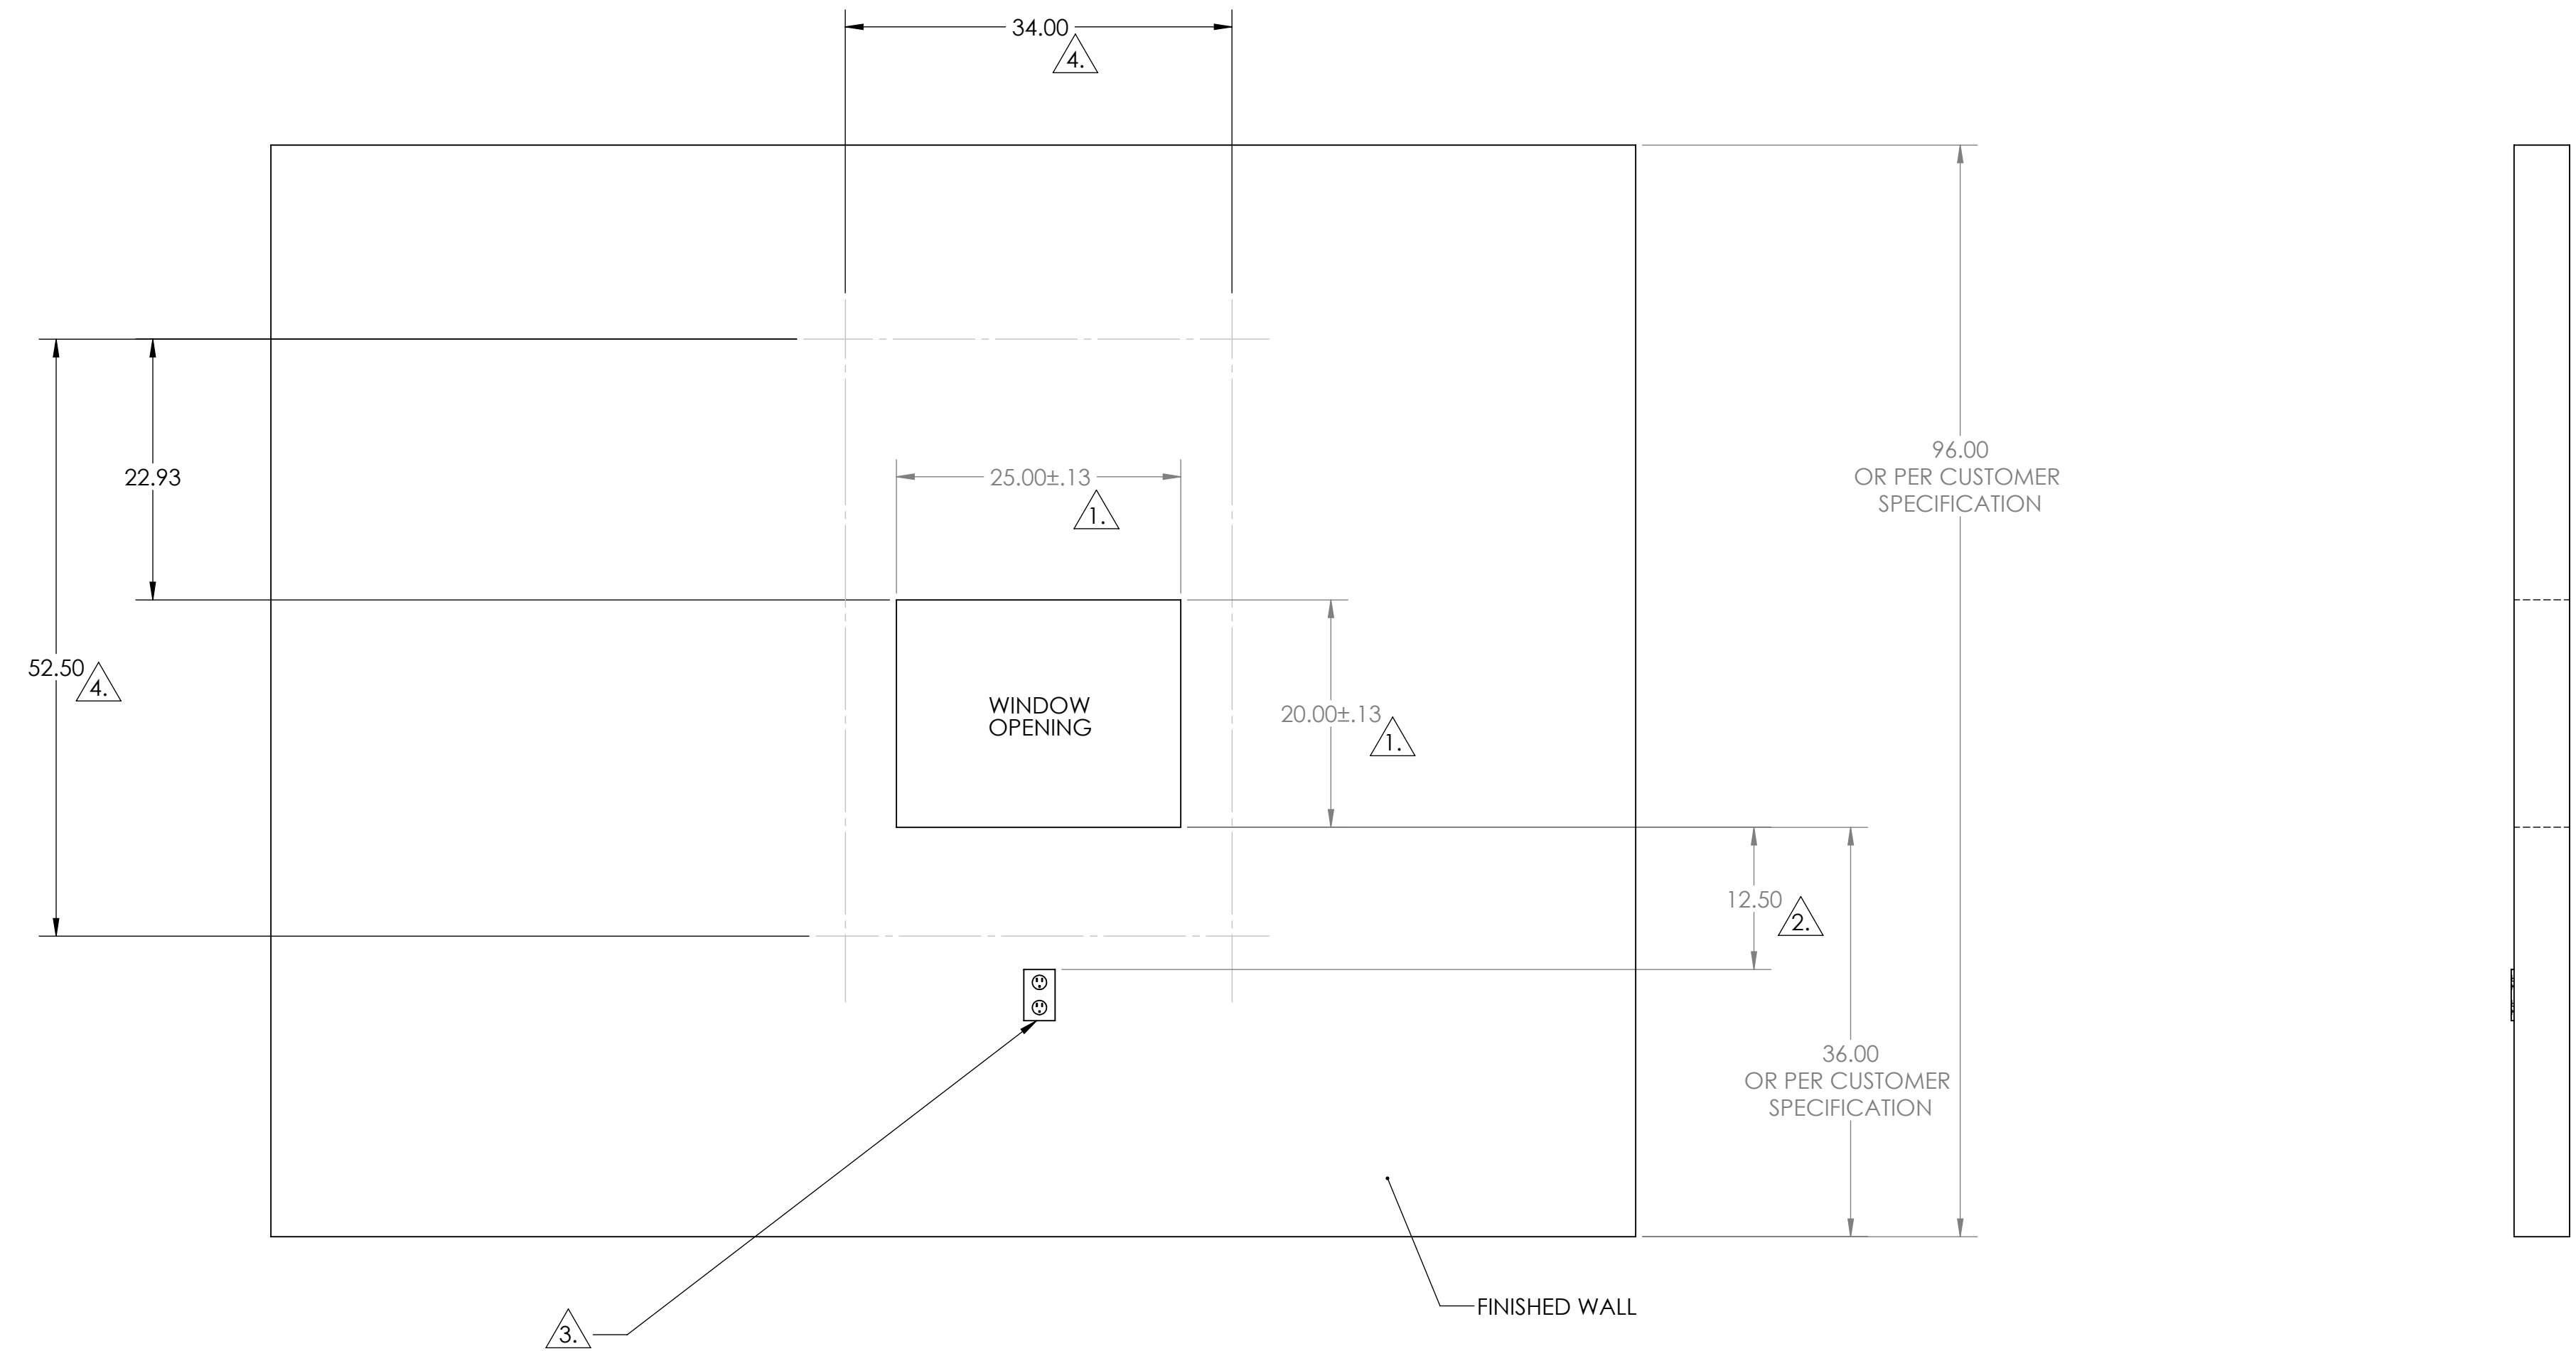 34.00
4.
96.00
OR PER CUSTOMER
SPECIFICATION
22.93
25.00±.13
1.
52.50
4.
WINDOW
OPENING
20.00±.13
1.
12.50
2.
36.00
OR PER CUSTOMER
SPECIFICATION
FINISHED WALL
3.